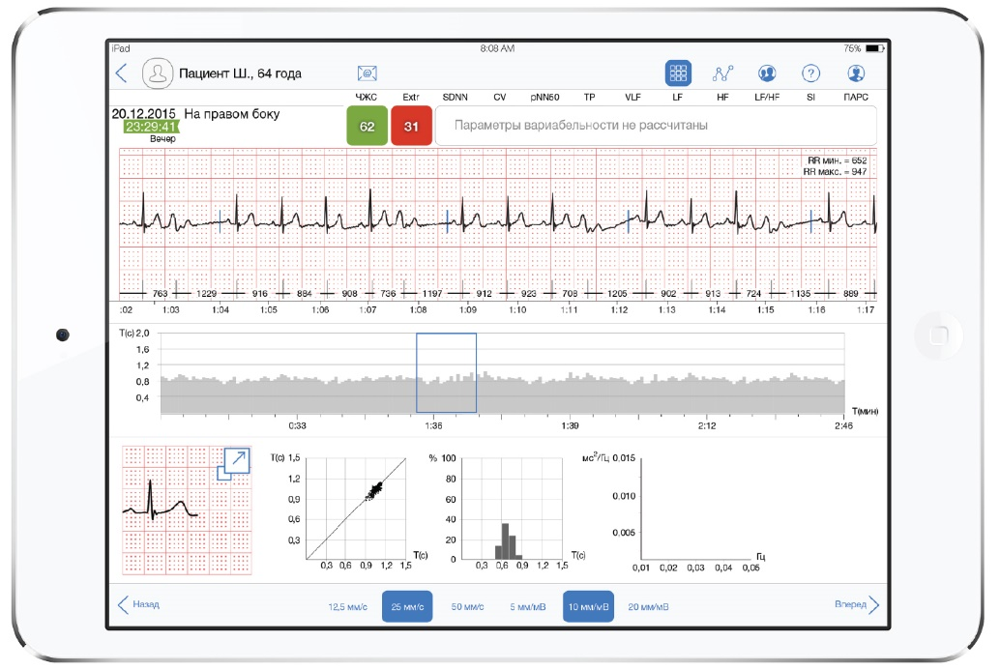 iPad 8:08 AM 75%
Пациент Ш., 64 года
ЧЖС Extr SDNN CV pNN50 TP VLF LF HF LF/HF SI ПАРС
20.12.2015 На правом боку
23:29:41
Вечер
62 31 Параметры вариабельности не рассчитаны
RR мин. = 652
RR макс. = 947
763 1229 916 884 908 736 1197 912 923 708 1205 902 913 724 1135 889
:02 1:03 1:04 1:05 1:06 1:07 1:08 1:09 1:10 1:11 1:12 1:13 1:14 1:15 1:16 1:17
T(c) 2,0
1,6
1,2
0,8
0,4
T(мин)
0:33 1:36 1:39 2:12 2:46
T(c) 1,5
1,2
0,9
0,6
0,3
0,3 0,6 0,9 1,2 1,5
T(c)
% 100
80
60
40
20
0
0,3 0,6 0,9 1,2 1,5
T(c)
мс²/Гц 0,015
0,010
0,006
Гц
0,01 0,02 0,03 0,04 0,05
Назад 12,5 мм/с 25 мм/с 50 мм/с 5 мм/мВ 10 мм/мВ 20 мм/мВ Вперед